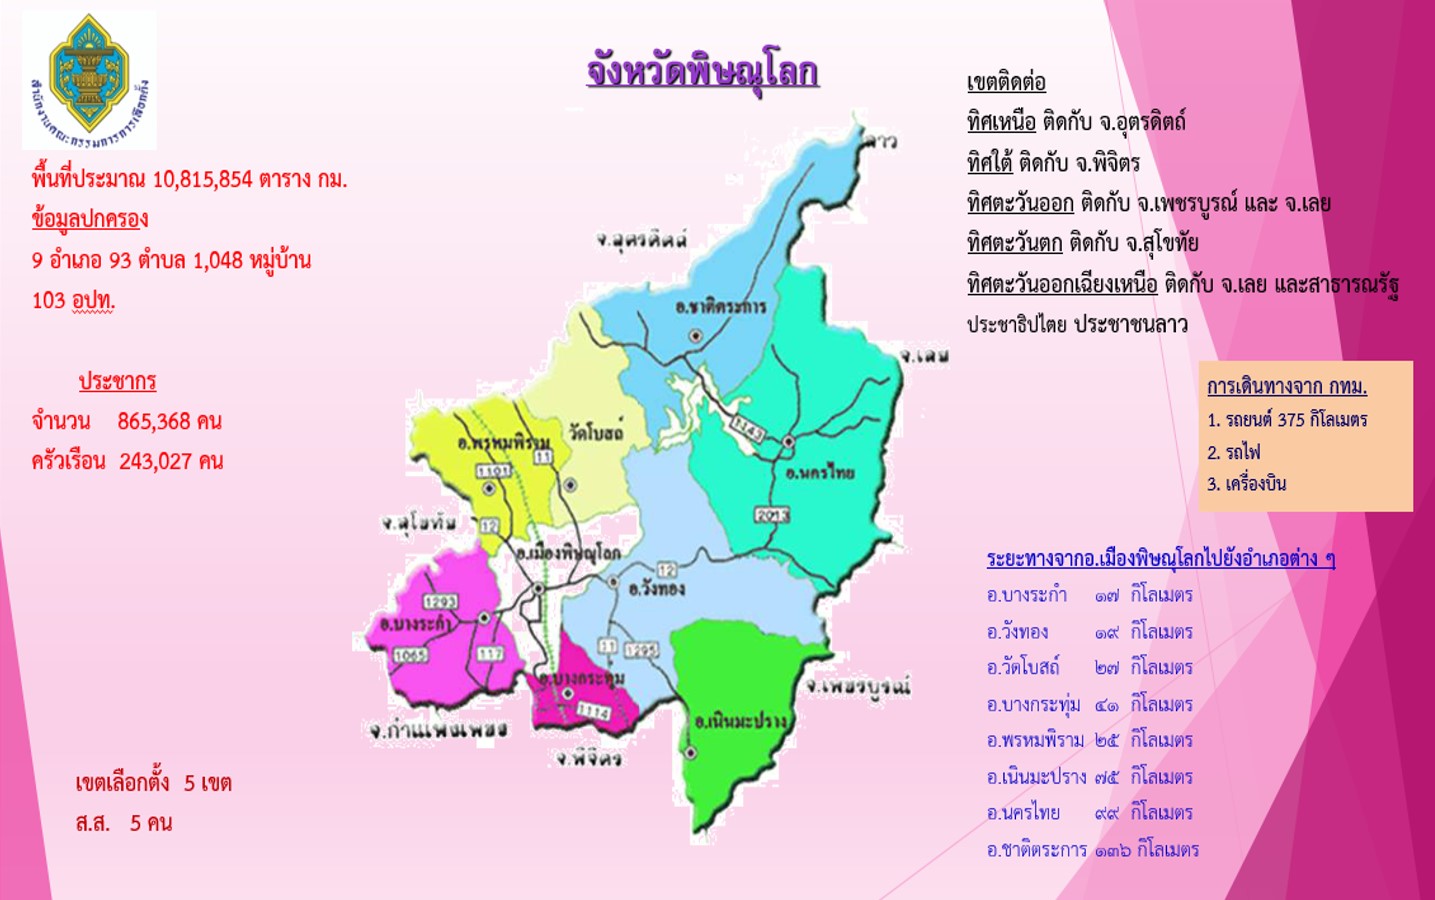 สำนักงานคณะกรรมการการเลือกตั้ง
จังหวัดพิษณุโลก
พื้นที่ประมาณ 10,815,854 ตาราง กม.
ข้อมูลปกครอง
9 อำเภอ 93 ตำบล 1,048 หมู่บ้าน
103 อปท.
ประชากร
จำนวน 865,368 คน
ครัวเรือน 243,027 คน
เขตเลือกตั้ง 5 เขต
ส.ส. 5 คน
ลาว
จ.อุตรดิตถ์
อ.ชาติตระการ
จ.เลย
วัดโบสถ์
อ.พรหมพิราม
11
1101
1143
อ.นครไทย
2013
จ.สุโขทัย
12
อ.เมืองพิษณุโลก
12
อ.วังทอง
1293
อ.บางระกำ
1065
117
11
1295
อ.บางกระทุ่ม
1114
จ.เพชรบูรณ์
อ.เนินมะปราง
จ.กำแพงเพชร
จ.พิจิตร
เขตติดต่อ
ทิศเหนือ ติดกับ จ.อุตรดิตถ์
ทิศใต้ ติดกับ จ.พิจิตร
ทิศตะวันออก ติดกับ จ.เพชรบูรณ์ และ จ.เลย
ทิศตะวันตก ติดกับ จ.สุโขทัย
ทิศตะวันออกเฉียงเหนือ ติดกับ จ.เลย และสาธารณรัฐ
ประชาธิปไตย ประชาชนลาว
การเดินทางจาก กทม.
1. รถยนต์ 375 กิโลเมตร
2. รถไฟ
3. เครื่องบิน
ระยะทางจากอ.เมืองพิษณุโลกไปยังอำเภอต่าง ๆ
อ.บางระกำ ๑๗ กิโลเมตร
อ.วังทอง ๑๙ กิโลเมตร
อ.วัดโบสถ์ ๒๗ กิโลเมตร
อ.บางกระทุ่ม ๔๑ กิโลเมตร
อ.พรหมพิราม ๒๕ กิโลเมตร
อ.เนินมะปราง ๗๕ กิโลเมตร
อ.นครไทย ๙๙ กิโลเมตร
อ.ชาติตระการ ๑๓๖ กิโลเมตร